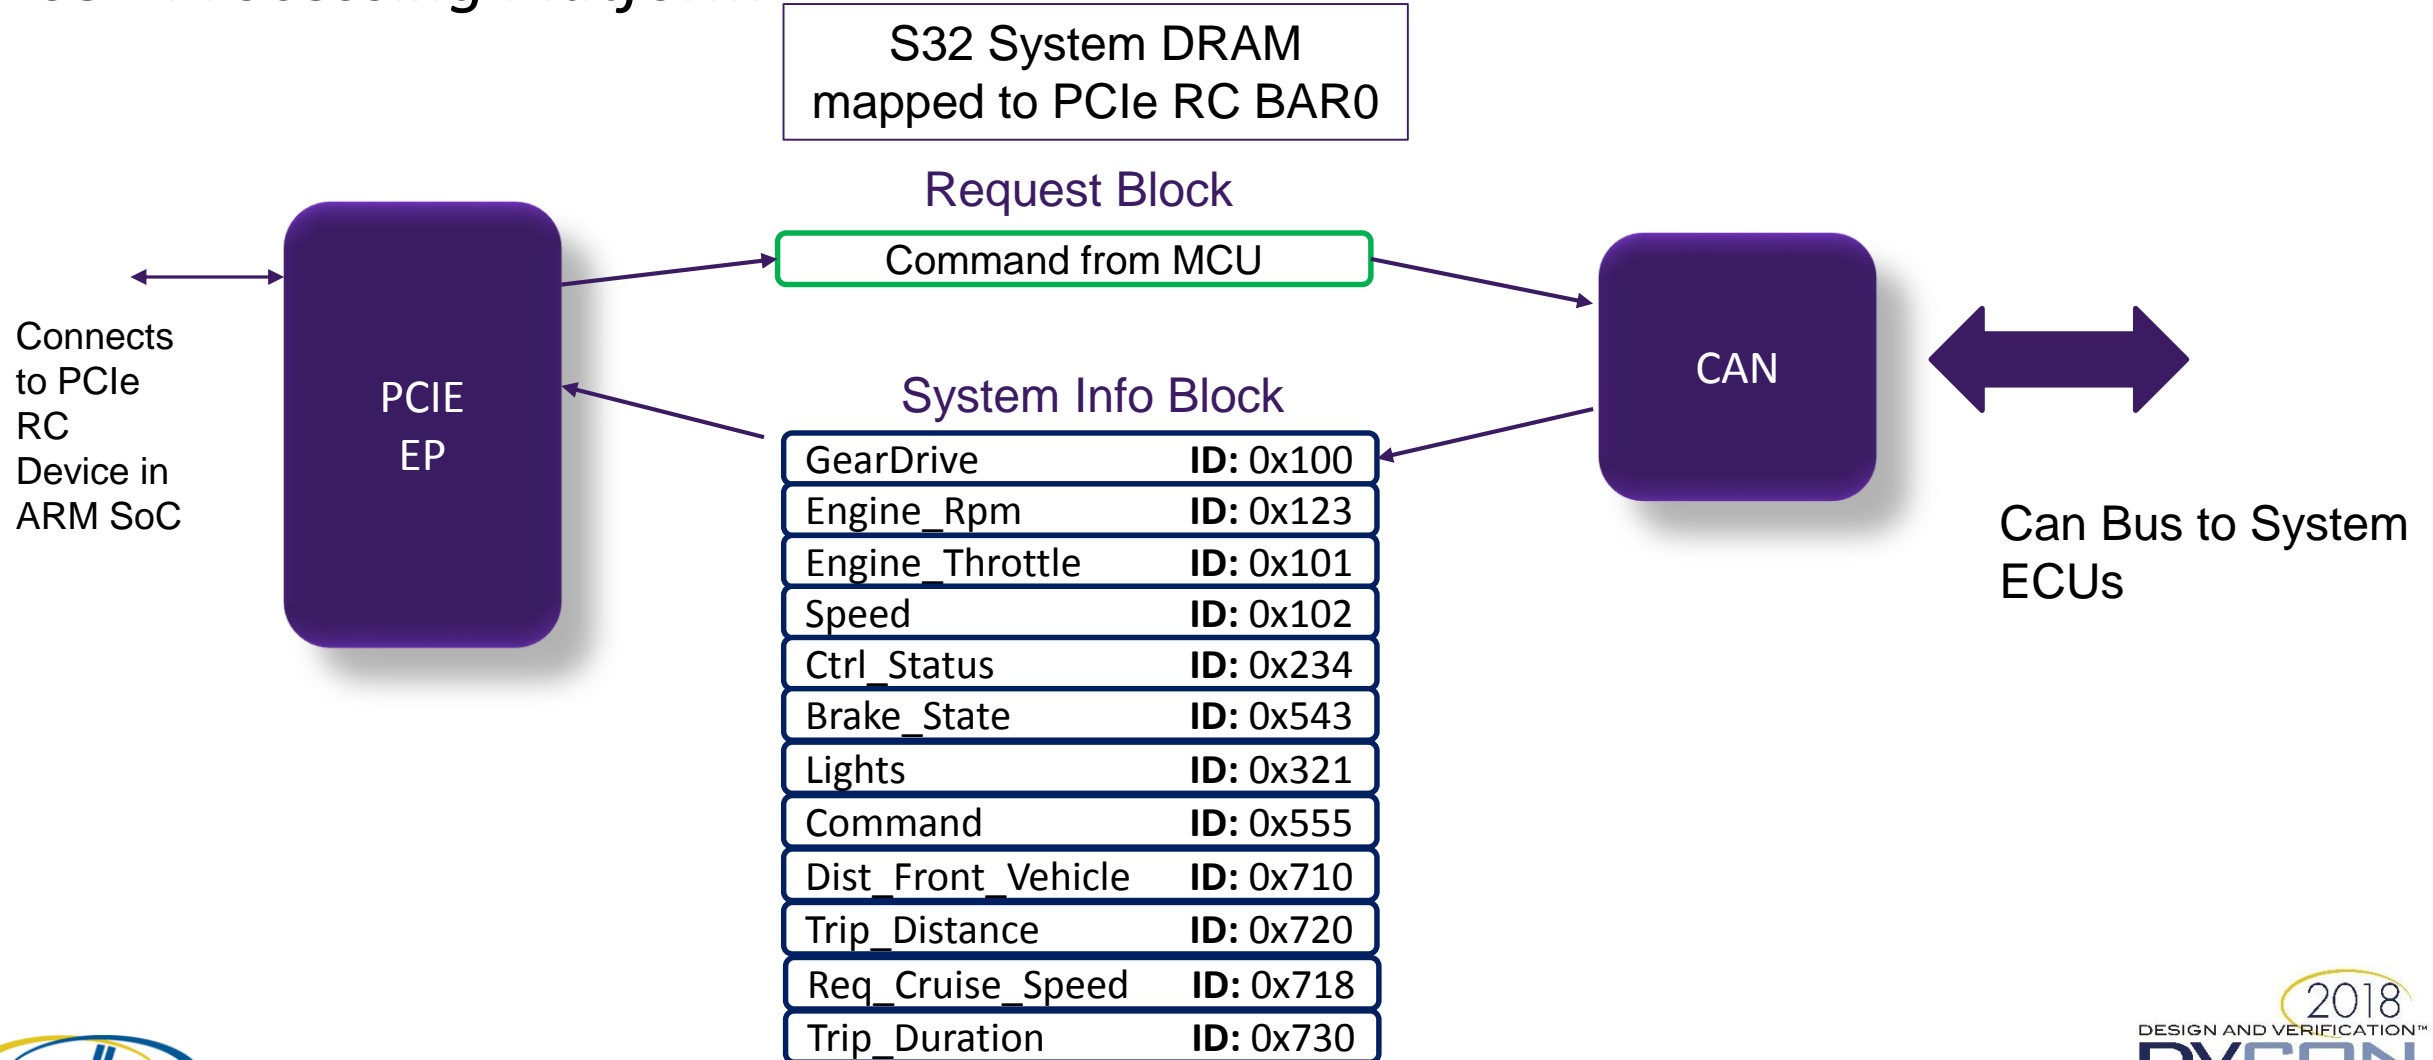 S32 System DRAM
mapped to PCIe RC BAR0
Request Block
Command from MCU
Connects
to PCIe
RC
Device in
ARM SoC
PCIE
EP
CAN
System Info Block
GearDrive ID: 0x100
Engine_Rpm ID: 0x123
Engine_Throttle ID: 0x101
Speed ID: 0x102
Ctrl_Status ID: 0x234
Brake_State ID: 0x543
Lights ID: 0x321
Command ID: 0x555
Dist_Front_Vehicle ID: 0x710
Trip_Distance ID: 0x720
Req_Cruise_Speed ID: 0x718
Trip_Duration ID: 0x730
Can Bus to System
ECUs
2018
DESIGN AND VERIFICATION™
DVCON